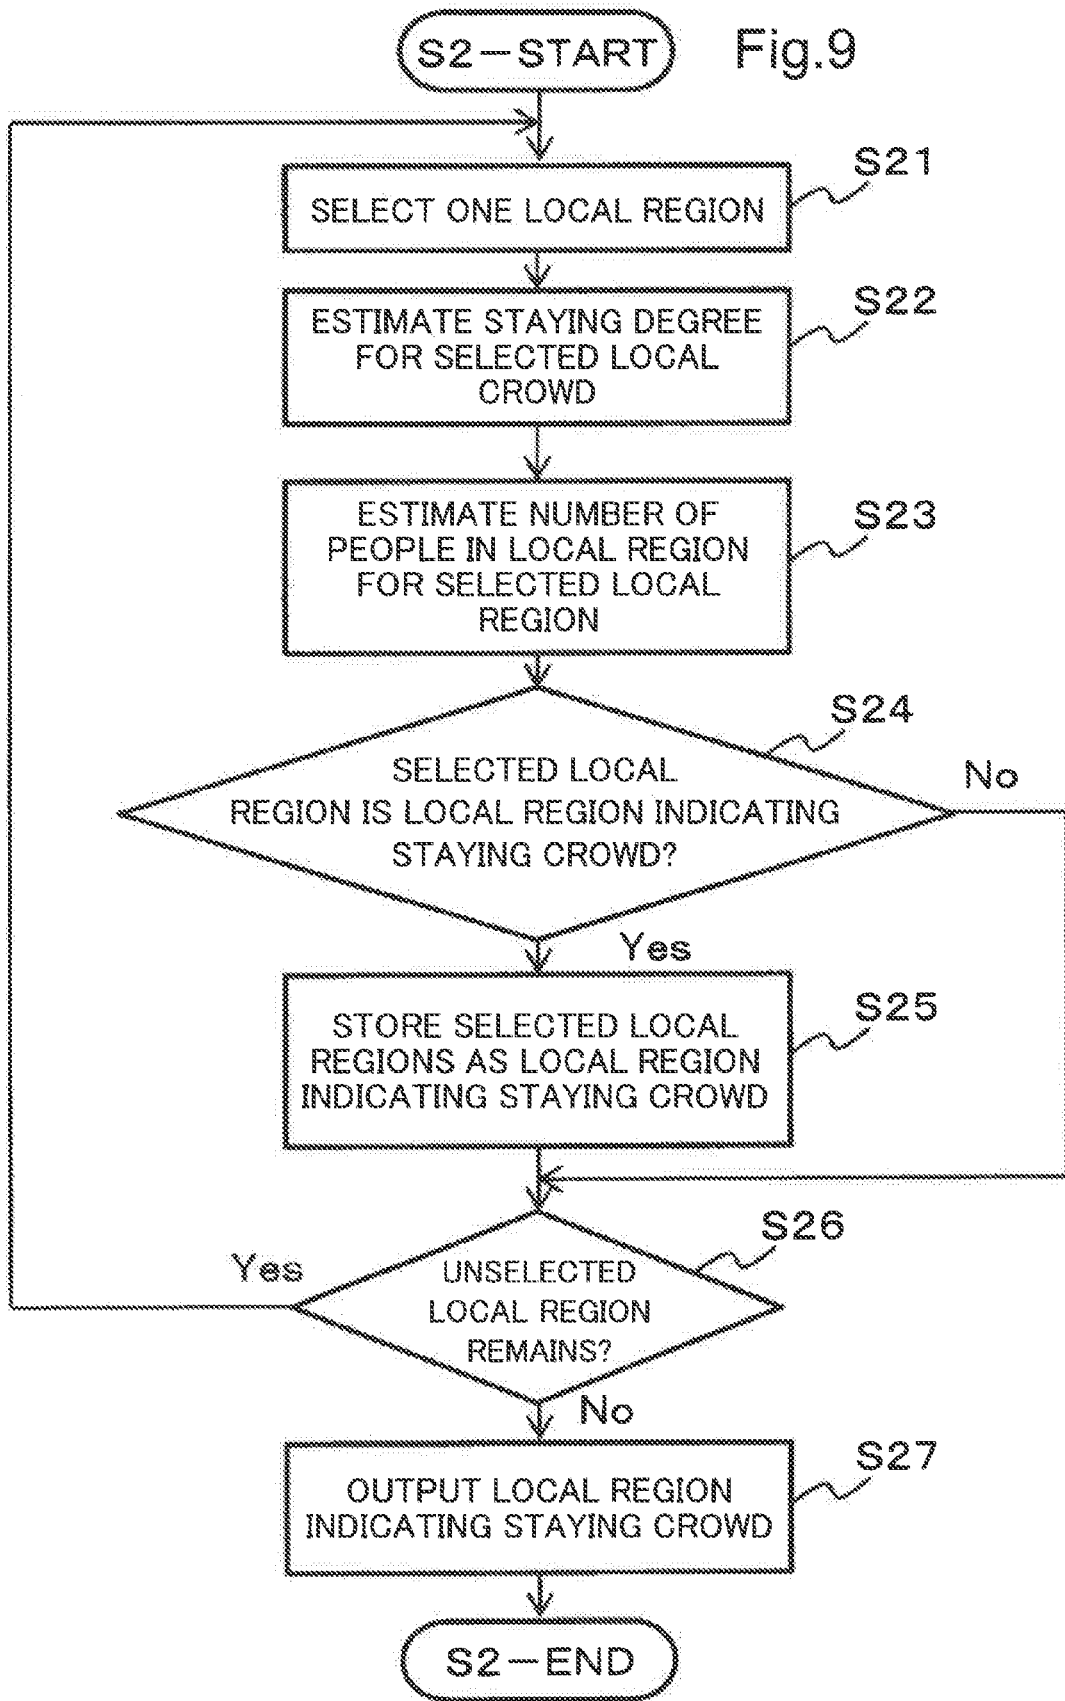 S2-START
Fig.9
S21
SELECT ONE LOCAL REGION
S22
ESTIMATE STAYING DEGREE
FOR SELECTED LOCAL
CROWD
S23
ESTIMATE NUMBER OF
PEOPLE IN LOCAL REGION
FOR SELECTED LOCAL
REGION
S24
SELECTED LOCAL
REGION IS LOCAL REGION INDICATING
STAYING CROWD?
No
Yes
S25
STORE SELECTED LOCAL
REGIONS AS LOCAL REGION
INDICATING STAYING CROWD
S26
Yes
UNSELECTED
LOCAL REGION
REMAINS?
No
S27
OUTPUT LOCAL REGION
INDICATING STAYING CROWD
S2-END